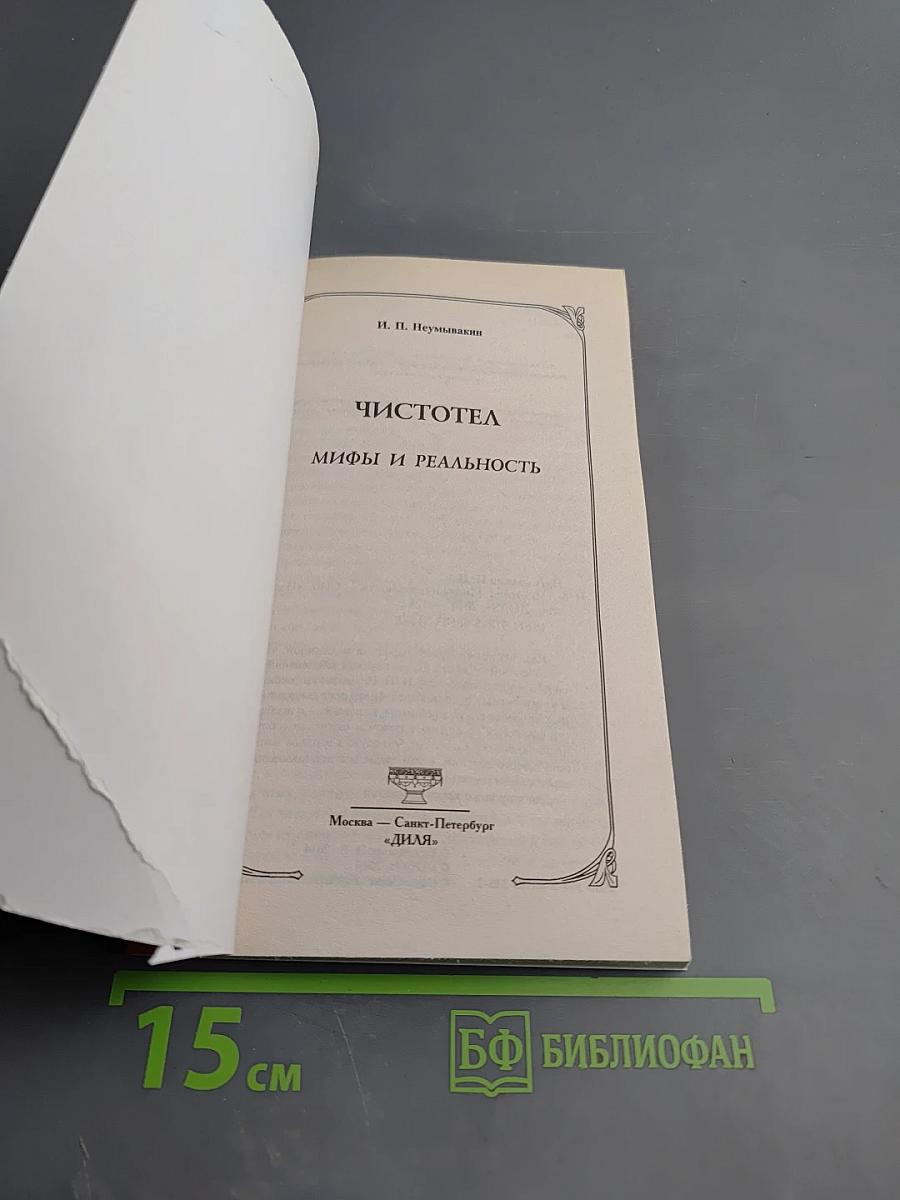 И. П. Неумывакин
ЧИСТОТЕЛ
МИФЫ И РЕАЛЬНОСТЬ
Москва — Санкт-Петербург
«ДИЛЯ»
15 см
БФ БИБЛИОФАН